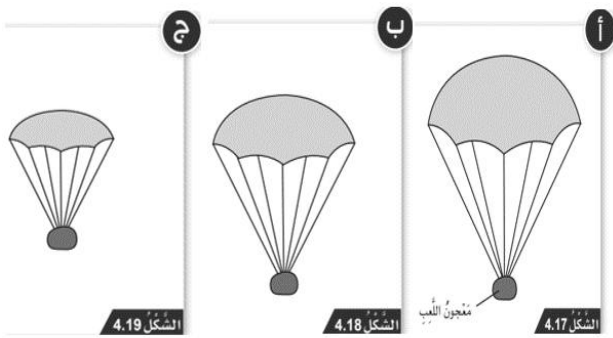 أ
ب
ج
مَعْجونُ اللَّعِبِ
الشَّكْلُ 4.17
الشَّكْلُ 4.18
الشَّكْلُ 4.19